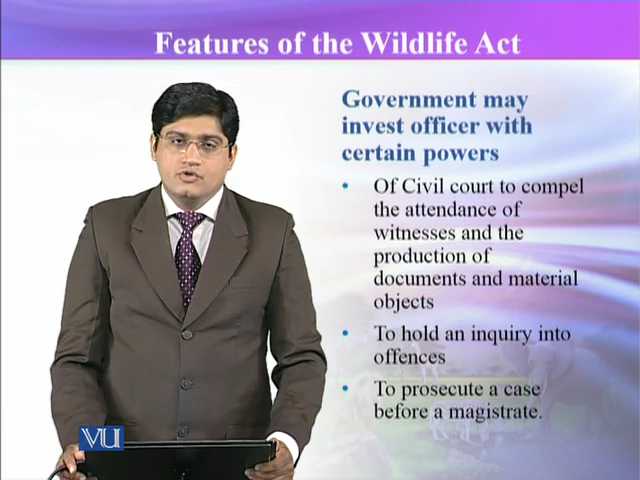 Features of the Wildlife Act
Government may
invest officer with
certain powers
• Of Civil court to compel
the attendance of
witnesses and the
production of
documents and material
objects
• To hold an inquiry into
offences
• To prosecute a case
before a magistrate.
VU